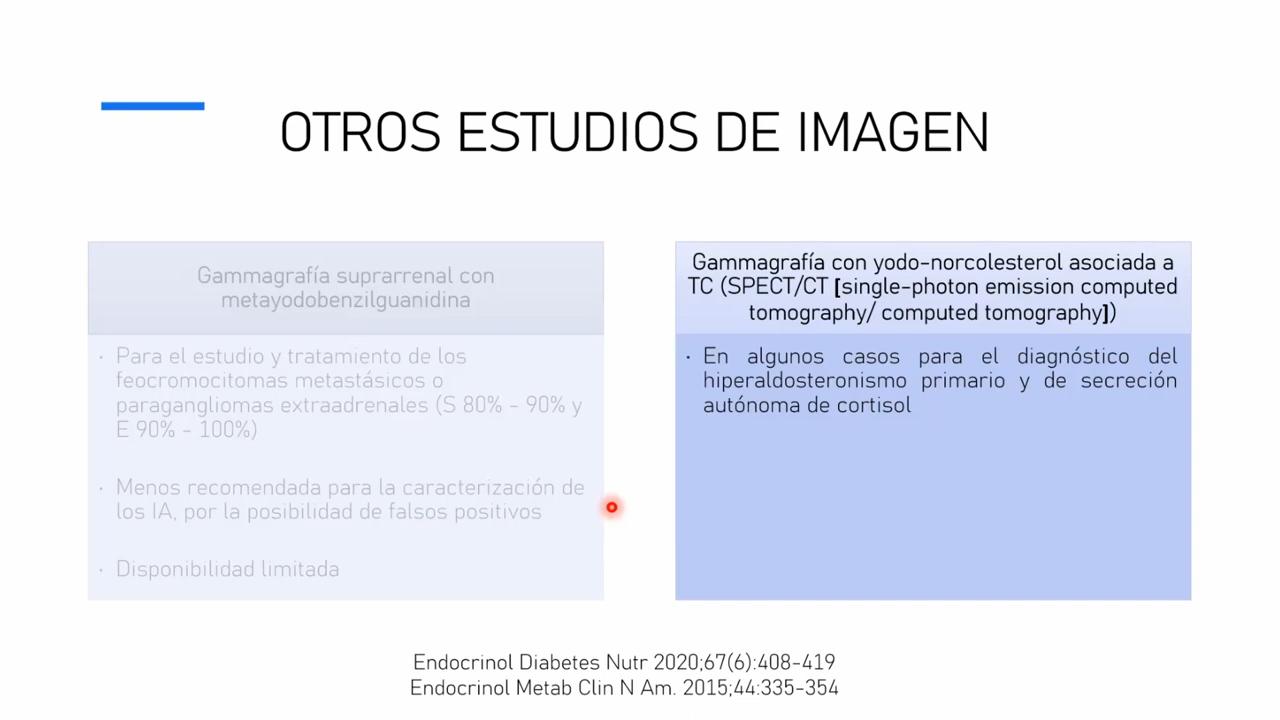 OTROS ESTUDIOS DE IMAGEN
Gammagrafía suprarrenal con
metayodobenzilguanidina
· Para el estudio y tratamiento de los
feocromocitomas metastásicos o
paragangliomas extraadrenales (S 80% - 90% y
E 90% - 100%)
· Menos recomendada para la caracterización de
los IA, por la posibilidad de falsos positivos
· Disponibilidad limitada
Gammagrafía con yodo-norcolesterol asociada a
TC (SPECT/CT [single-photon emission computed
tomography/ computed tomography])
· En algunos casos para el diagnóstico del
hiperaldosteronismo primario y de secreción
autónoma de cortisol
Endocrinol Diabetes Nutr 2020;67(6):408-419
Endocrinol Metab Clin N Am. 2015;44:335-354